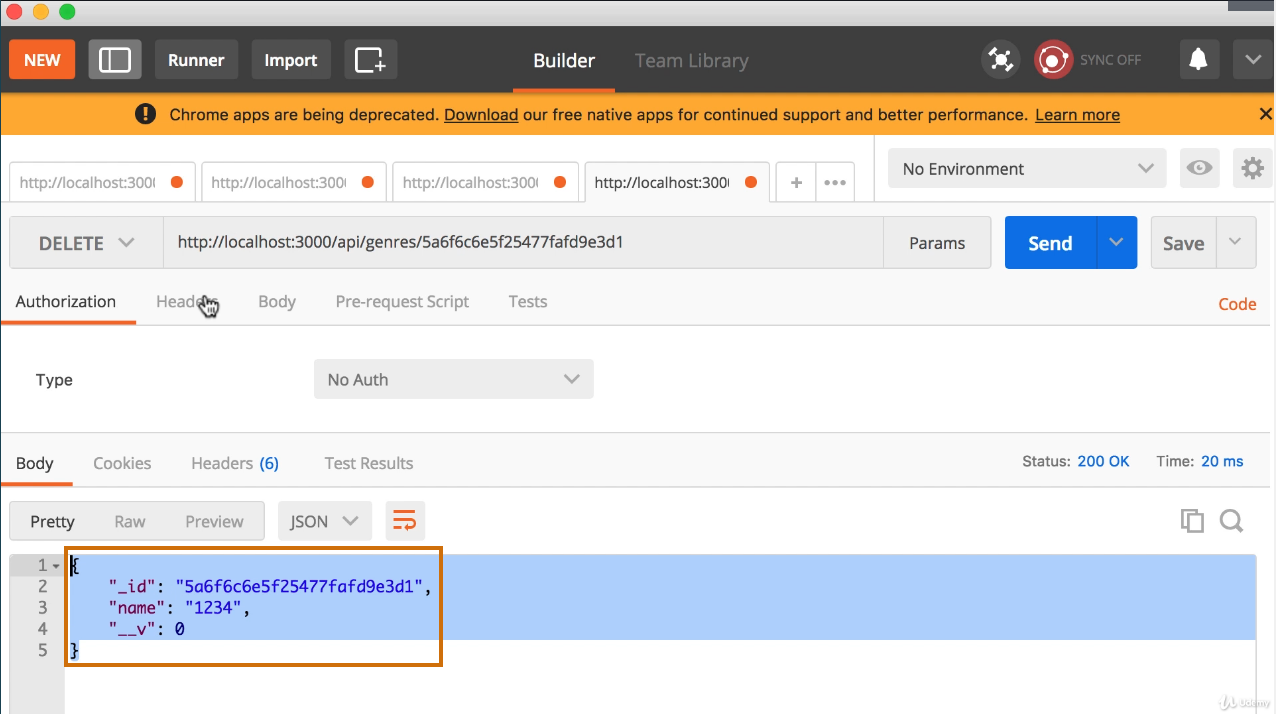 NEW Runner Import Builder Team Library SYNC OFF
Chrome apps are being deprecated. Download our free native apps for continued support and better performance. Learn more
http://localhost:300( http://localhost:300( http://localhost:300( http://localhost:300( + No Environment
DELETE http://localhost:3000/api/genres/5a6f6c6e5f25477fafd9e3d1 Params Send Save
Authorization Headers Body Pre-request Script Tests Code
Type No Auth
Body Cookies Headers (6) Test Results Status: 200 OK Time: 20 ms
Pretty Raw Preview JSON
1 {
2 "_id": "5a6f6c6e5f25477fafd9e3d1",
3 "name": "1234",
4 "__v": 0
5 }
Udemy